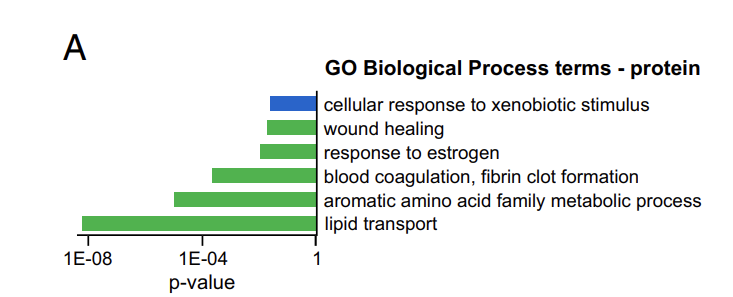 A
GO Biological Process terms - protein
cellular response to xenobiotic stimulus
wound healing
response to estrogen
blood coagulation, fibrin clot formation
aromatic amino acid family metabolic process
lipid transport
1E-08 1E-04 1
p-value